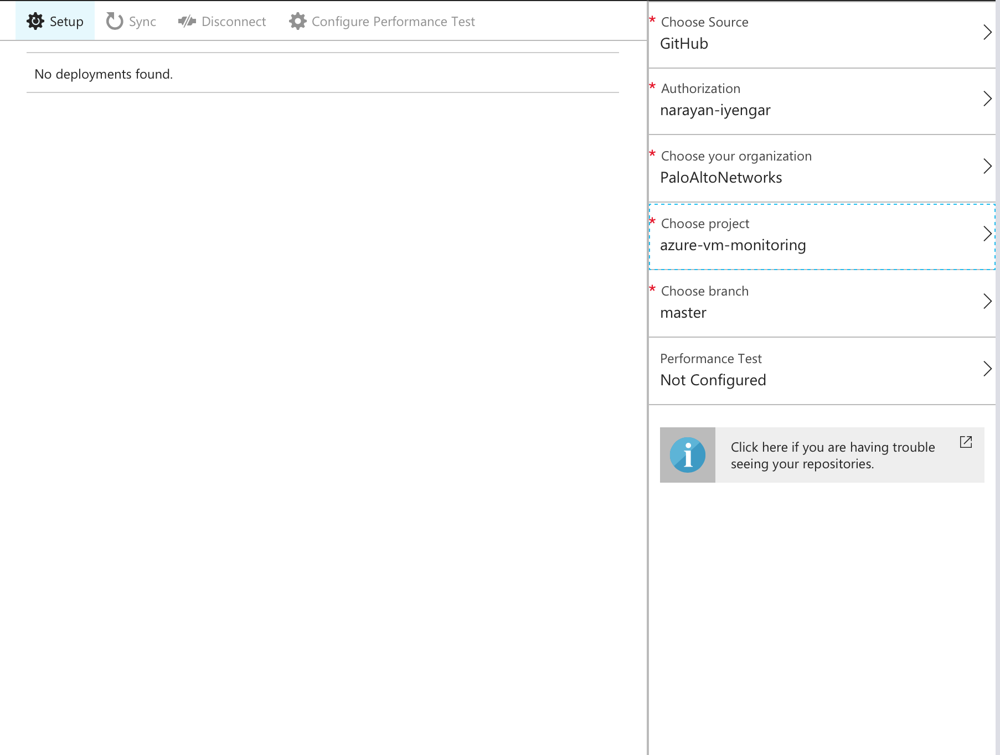 Setup
Sync
Disconnect
Configure Performance Test
No deployments found.
* Choose Source
GitHub
* Authorization
narayan-iyengar
* Choose your organization
PaloAltoNetworks
* Choose project
azure-vm-monitoring
* Choose branch
master
Performance Test
Not Configured
Click here if you are having trouble
seeing your repositories.